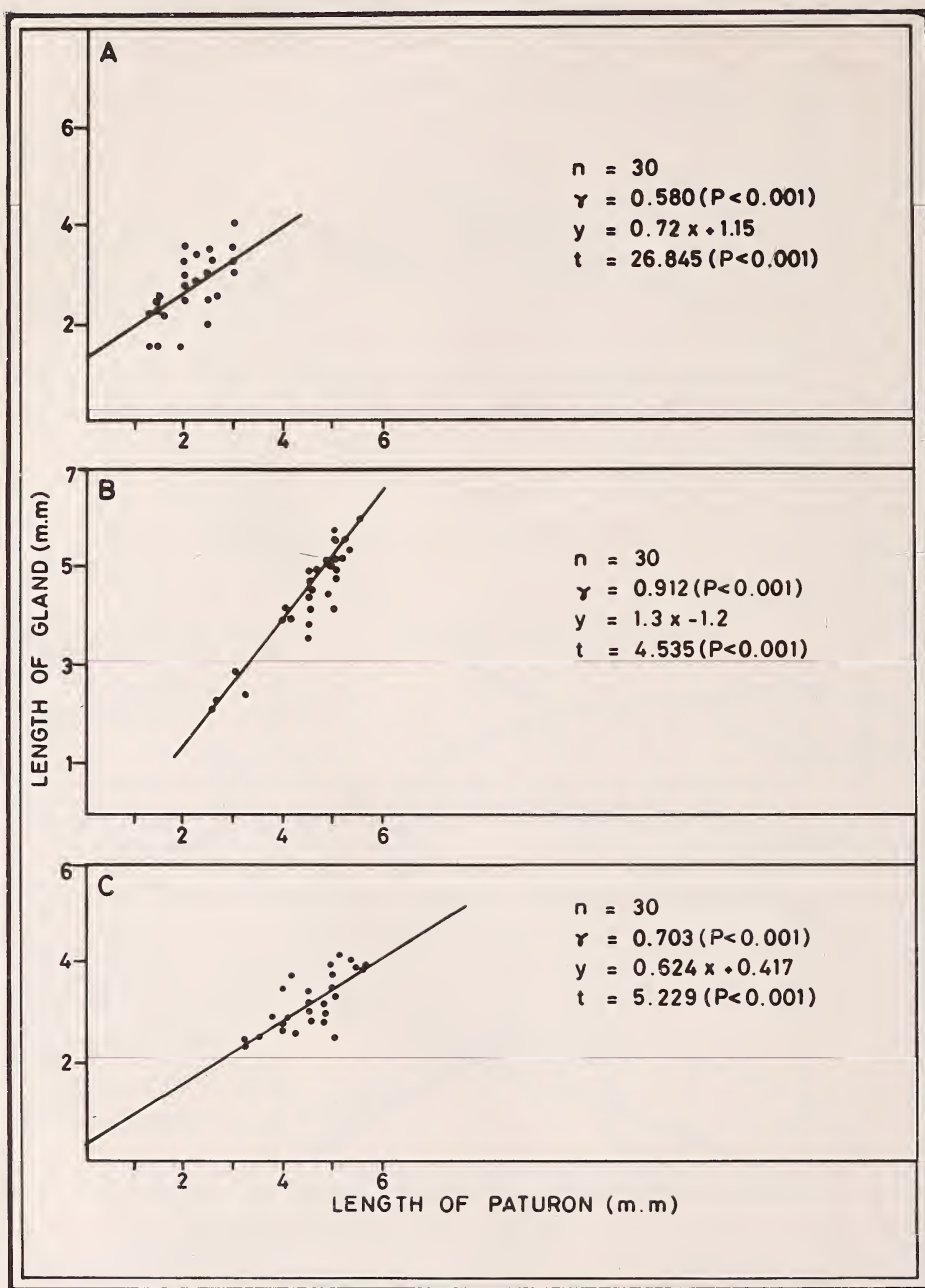 A
6
4
2
n = 30
γ = 0.580 (P<0.001)
y = 0.72 x + 1.15
t = 26.845 (P<0.001)
2 4 6
LENGTH OF GLAND (m.m)
B
7
5
3
1
n = 30
γ = 0.912 (P<0.001)
y = 1.3 x -1.2
t = 4.535 (P<0.001)
2 4 6
C
6
4
2
n = 30
γ = 0.703 (P<0.001)
y = 0.624 x + 0.417
t = 5.229 (P<0.001)
2 4 6
LENGTH OF PATURON (m.m)